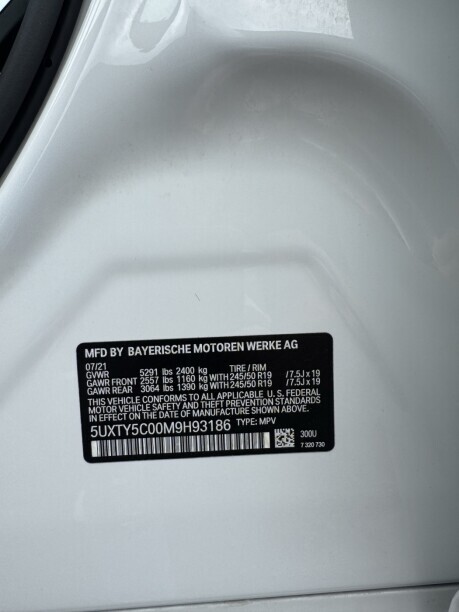 MFD BY BAYERISCHE MOTOREN WERKE AG
07/21
GVWR 5291 lbs 2400 kg TIRE / RIM
GAWR FRONT 2557 lbs 1160 kg WITH 245/50 R19 / 7.5J x 19
GAWR REAR 3064 lbs 1390 kg WITH 245/50 R19 / 7.5J x 19
THIS VEHICLE CONFORMS TO ALL APPLICABLE U. S. FEDERAL
MOTOR VEHICLE SAFETY AND THEFT PREVENTION STANDARDS
IN EFFECT ON THE DATE OF MANUFACTURE SHOWN ABOVE.
5UXTY5C00M9H93186 TYPE: MPV
300U
7 320 730